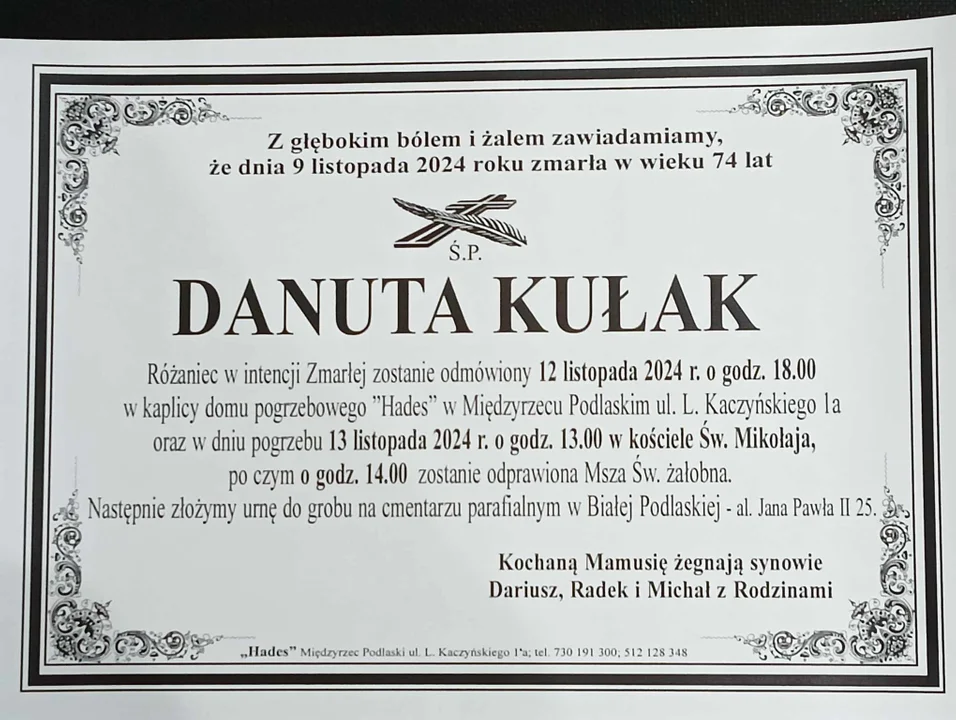 Z głębokim bólem i żalem zawiadamiamy,
że dnia 9 listopada 2024 roku zmarła w wieku 74 lat
Ś.P.
DANUTA KUŁAK
Różaniec w intencji Zmarłej zostanie odmówiony 12 listopada 2024 r. o godz. 18.00
w kaplicy domu pogrzebowego ”Hades” w Międzyrzecu Podlaskim ul. L. Kaczyńskiego 1a
oraz w dniu pogrzebu 13 listopada 2024 r. o godz. 13.00 w kościele Św. Mikołaja,
po czym o godz. 14.00 zostanie odprawiona Msza Św. żałobna.
Następnie złożymy urnę do grobu na cmentarzu parafialnym w Białej Podlaskiej - al. Jana Pawła II 25.
Kochaną Mamusię żegnają synowie
Dariusz, Radek i Michał z Rodzinami
„Hades” Międzyrzec Podlaski ul. L. Kaczyńskiego 1'a; tel. 730 191 300; 512 128 348